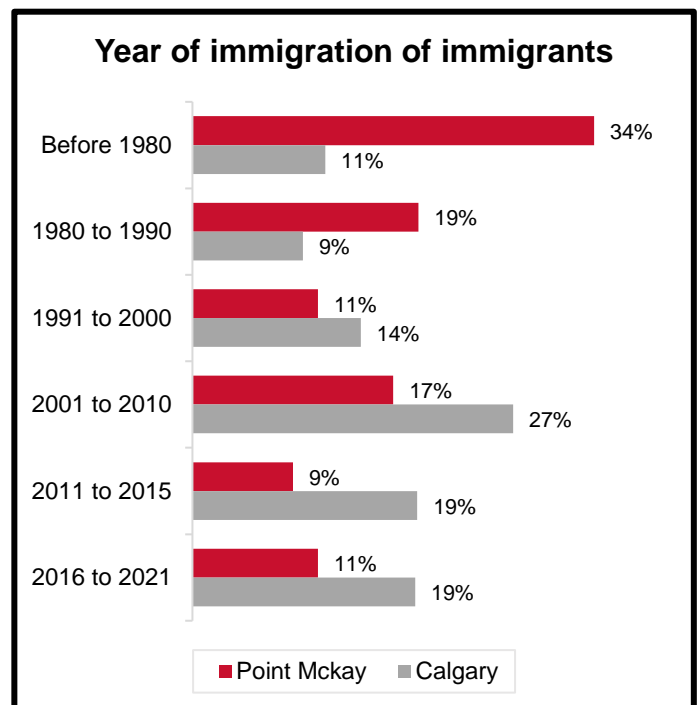 Year of immigration of immigrants
Before 1980
34%
11%
1980 to 1990
19%
9%
1991 to 2000
11%
14%
2001 to 2010
17%
27%
2011 to 2015
9%
19%
2016 to 2021
11%
19%
Point Mckay Calgary